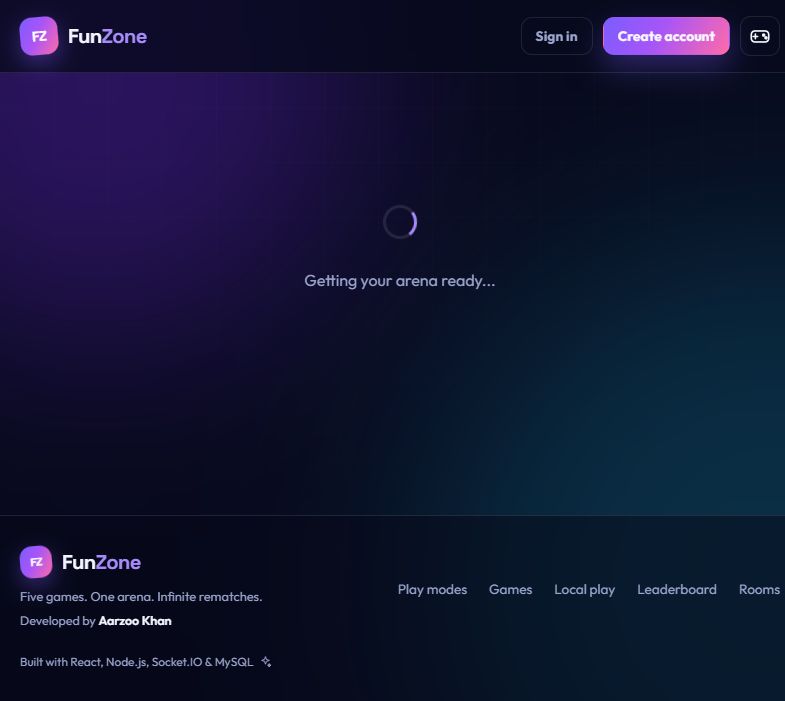 FZ FunZone
Sign in
Create account
Getting your arena ready...
FZ FunZone
Five games. One arena. Infinite rematches.
Developed by Aarzoo Khan
Built with React, Node.js, Socket.IO & MySQL
Play modes
Games
Local play
Leaderboard
Rooms